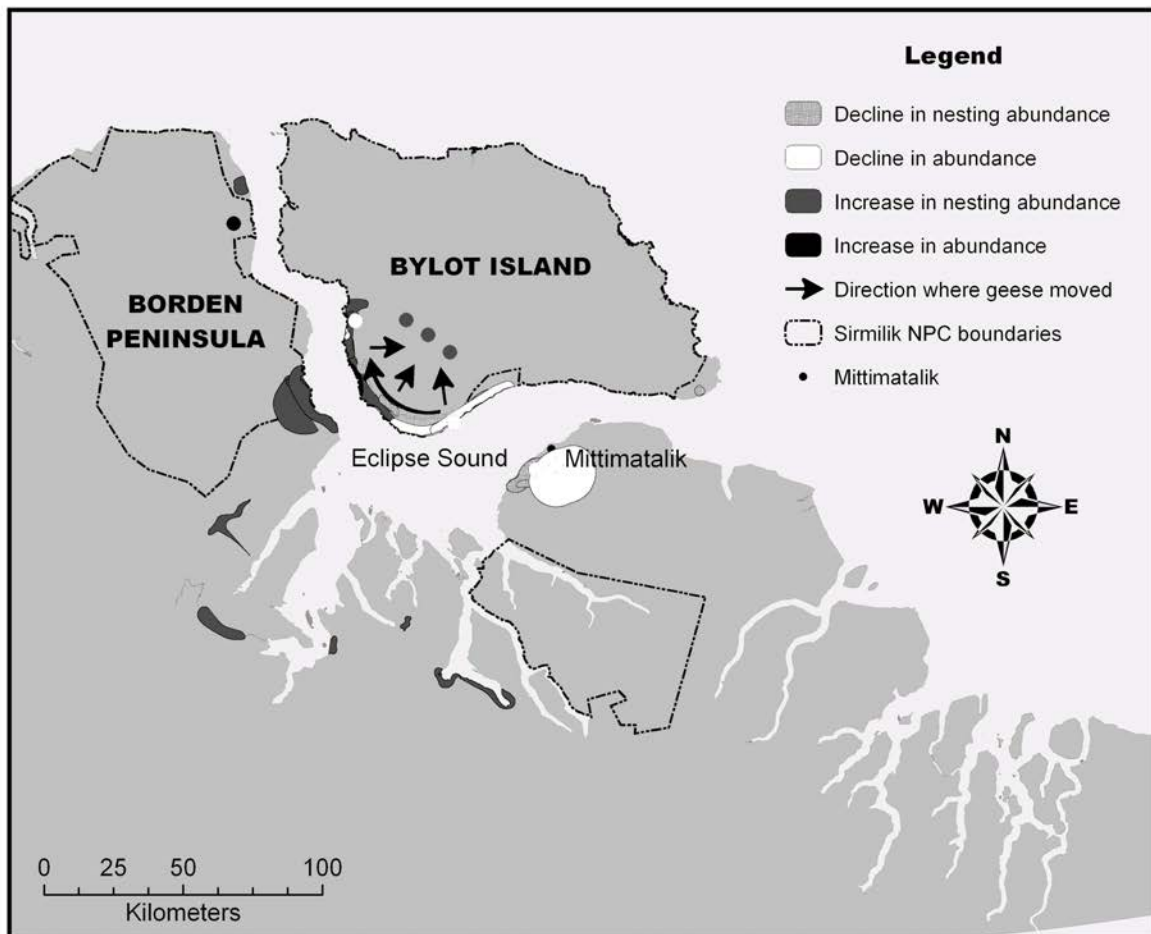 Legend
Decline in nesting abundance
Decline in abundance
Increase in nesting abundance
Increase in abundance
Direction where geese moved
Sirmilik NPC boundaries
Mittimatalik
BYLOT ISLAND
BORDEN
PENINSULA
Eclipse Sound
Mittimatalik
N
W
E
S
0 25 50 100
Kilometers